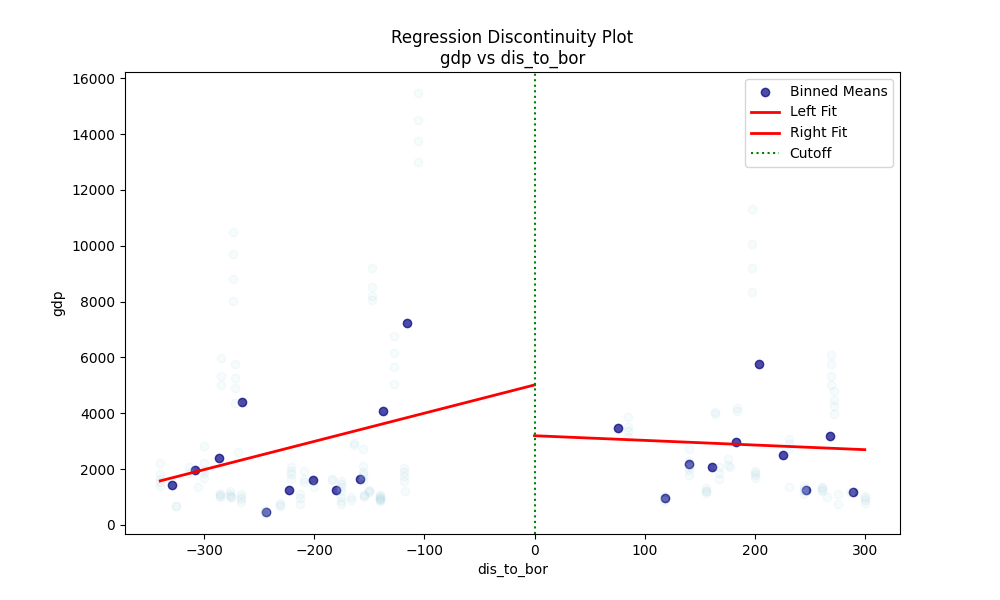 Regression Discontinuity Plot
gdp vs dis_to_bor
16000
14000
12000
10000
8000
6000
4000
2000
0
gdp
Binned Means
Left Fit
Right Fit
Cutoff
−300
−200
−100
0
100
200
300
dis_to_bor